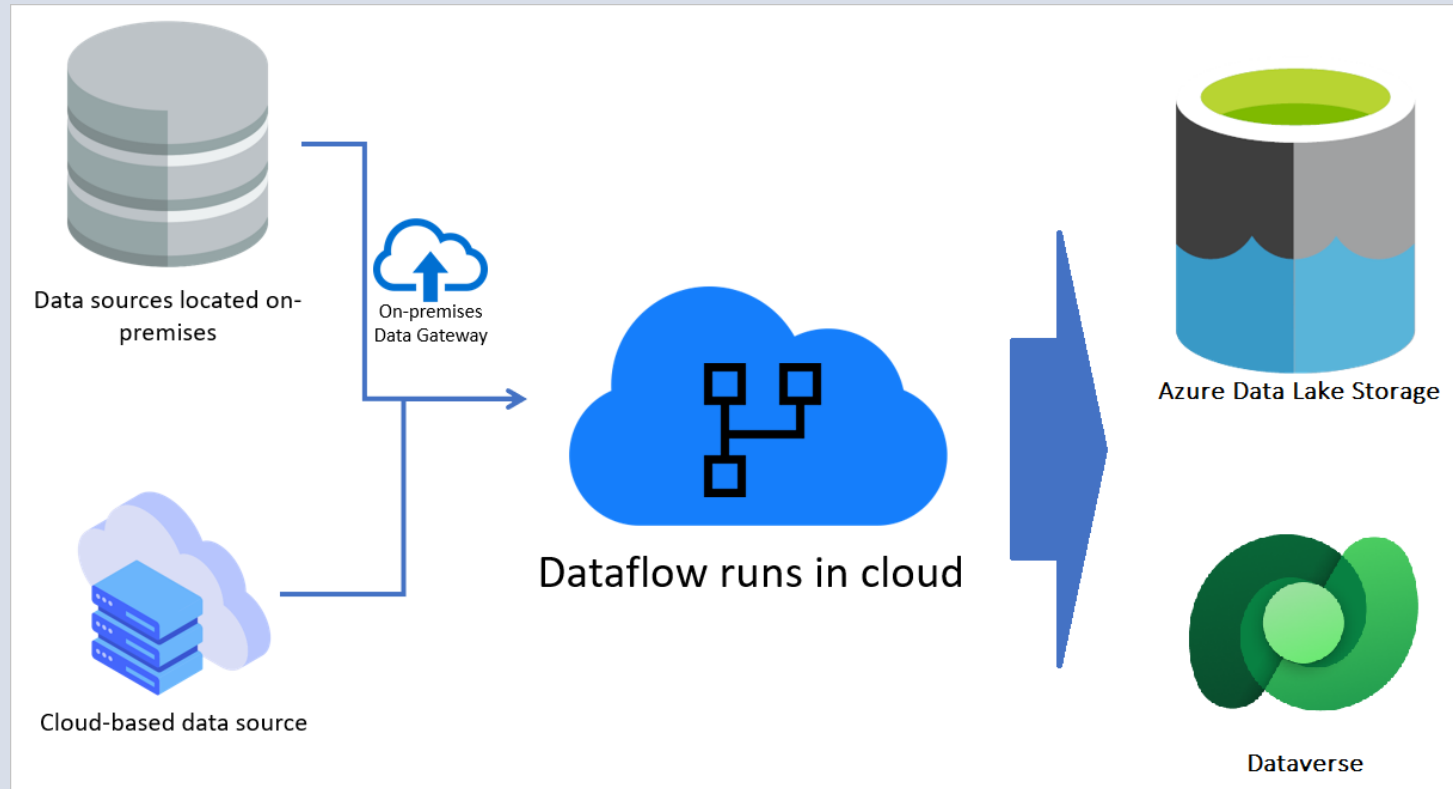 Data sources located on-
premises
On-premises
Data Gateway
Cloud-based data source
Dataflow runs in cloud
Azure Data Lake Storage
Dataverse